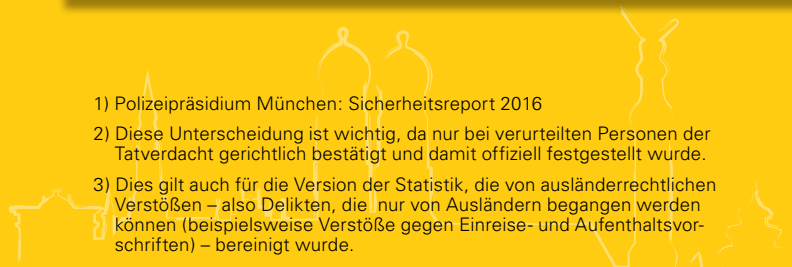 1) Polizeipräsidium München: Sicherheitsreport 2016
2) Diese Unterscheidung ist wichtig, da nur bei verurteilten Personen der
Tatverdacht gerichtlich bestätigt und damit offiziell festgestellt wurde.
3) Dies gilt auch für die Version der Statistik, die von ausländerrechtlichen
Verstößen – also Delikten, die nur von Ausländern begangen werden
können (beispielsweise Verstöße gegen Einreise- und Aufenthaltsvor-
schriften) – bereinigt wurde.